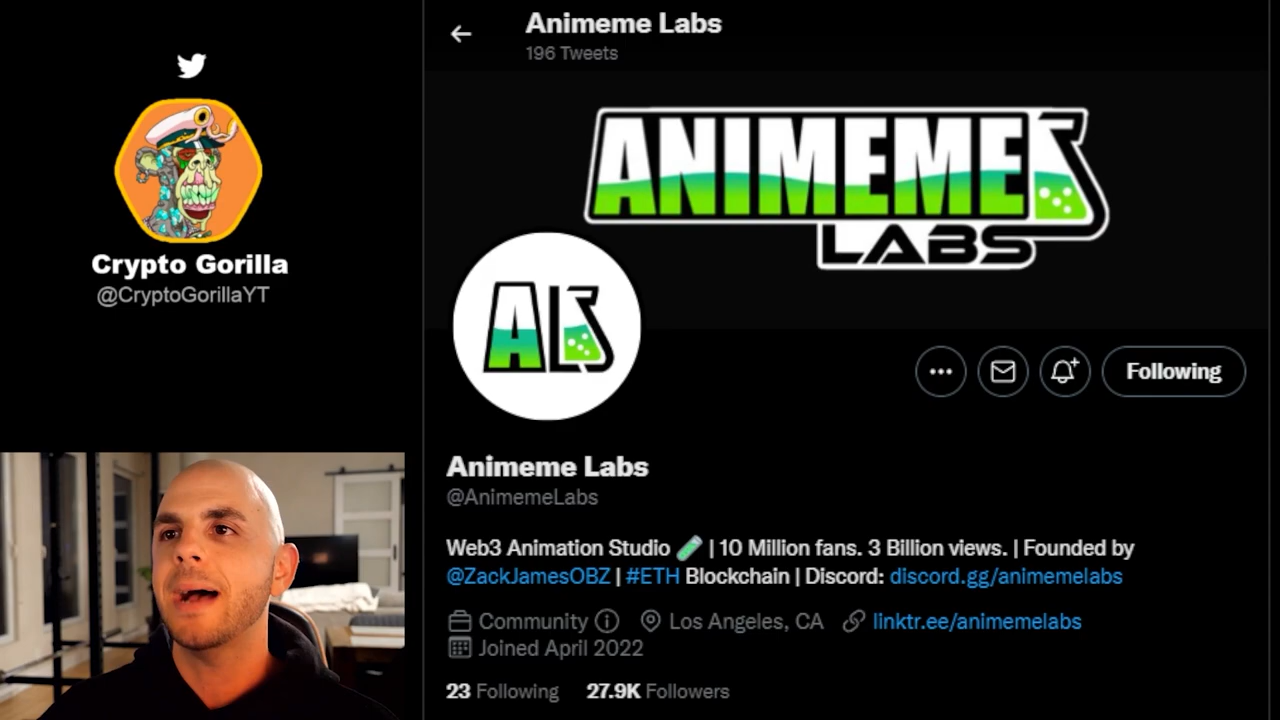 Crypto Gorilla
@CryptoGorillaYT
Animeme Labs
196 Tweets
ANIMEME
LABS
AL
Following
Animeme Labs
@AnimemeLabs
Web3 Animation Studio | 10 Million fans. 3 Billion views. | Founded by
@ZackJamesOBZ | #ETH Blockchain | Discord: discord.gg/animemelabs
Community Los Angeles, CA linktr.ee/animemelabs
Joined April 2022
23 Following 27.9K Followers